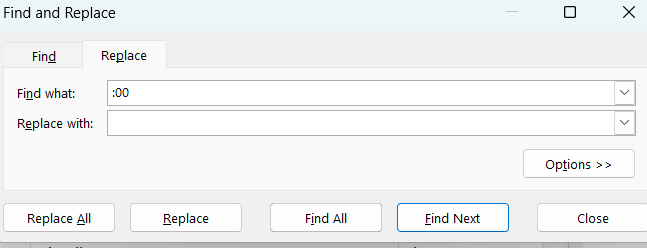 Find and Replace
Find Replace
Find what: :00
Replace with:
Options >>
Replace All Replace Find All Find Next Close